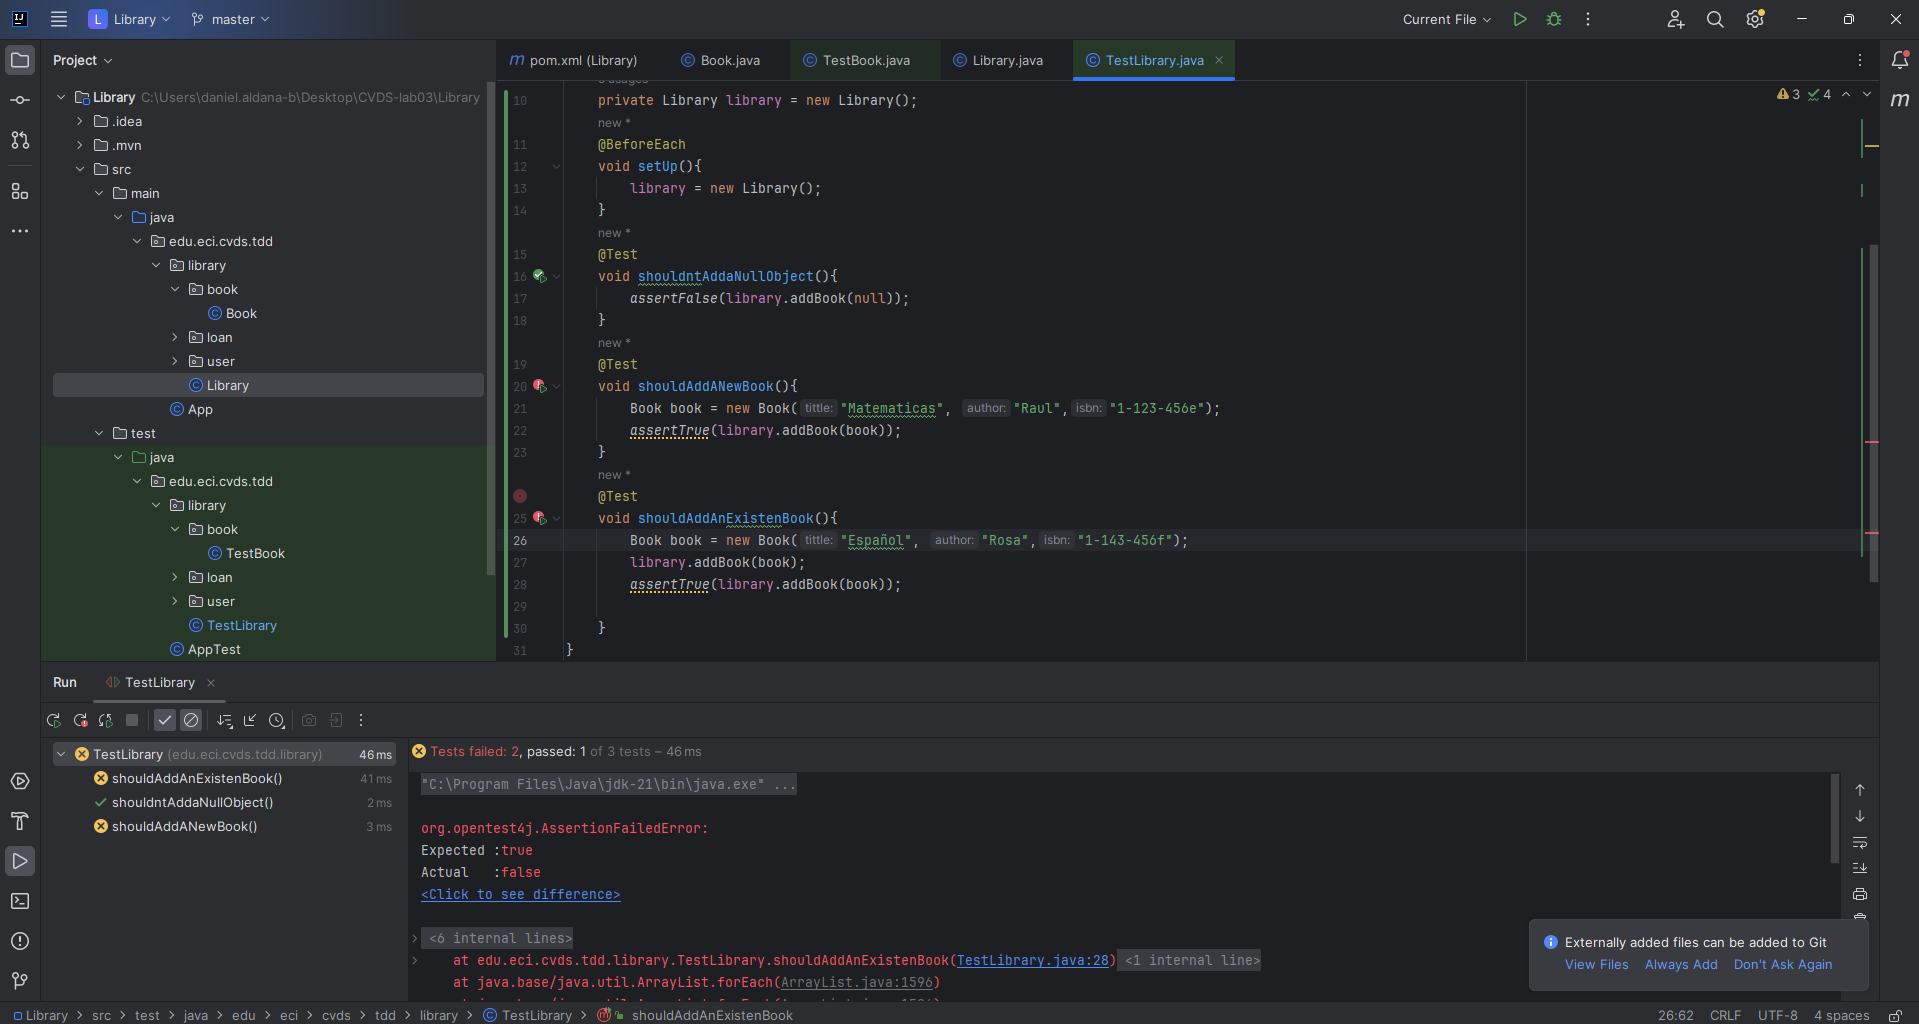 L Library master Current File
Project
pom.xml (Library) Book.java TestBook.java Library.java TestLibrary.java
Library C:\Users\daniel.aldana-b\Desktop\CVDS-lab03\Library
.idea
.mvn
src
main
java
edu.eci.cvds.tdd
library
book
Book
loan
user
Library
App
test
java
edu.eci.cvds.tdd
library
book
TestBook
loan
user
TestLibrary
AppTest
3 4
10 private Library library = new Library();
new *
11 @BeforeEach
12 void setUp(){
13 library = new Library();
14 }
new *
15 @Test
16 void shouldntAddaNullObject(){
17 assertFalse(library.addBook(null));
18 }
new *
19 @Test
20 void shouldAddANewBook(){
21 Book book = new Book( tittle: "Matematicas", author: "Raul", isbn: "1-123-456e");
22 assertTrue(library.addBook(book));
23 }
new *
@Test
25 void shouldAddAnExistenBook(){
26 Book book = new Book( tittle: "Español", author: "Rosa", isbn: "1-143-456f");
27 library.addBook(book);
28 assertTrue(library.addBook(book));
29
30 }
31 }
Run TestLibrary
TestLibrary (edu.eci.cvds.tdd.library) 46 ms
shouldAddAnExistenBook() 41 ms
shouldntAddaNullObject() 2 ms
shouldAddANewBook() 3 ms
Tests failed: 2, passed: 1 of 3 tests – 46 ms
"C:\Program Files\Java\jdk-21\bin\java.exe" ...
org.opentest4j.AssertionFailedError:
Expected :true
Actual :false
<Click to see difference>
<6 internal lines>
at edu.eci.cvds.tdd.library.TestLibrary.shouldAddAnExistenBook(TestLibrary.java:28) <1 internal line>
at java.base/java.util.ArrayList.forEach(ArrayList.java:1596)
Externally added files can be added to Git
View Files Always Add Don't Ask Again
Library > src > test > java > edu > eci > cvds > tdd > library > TestLibrary > shouldAddAnExistenBook
26:62 CRLF UTF-8 4 spaces